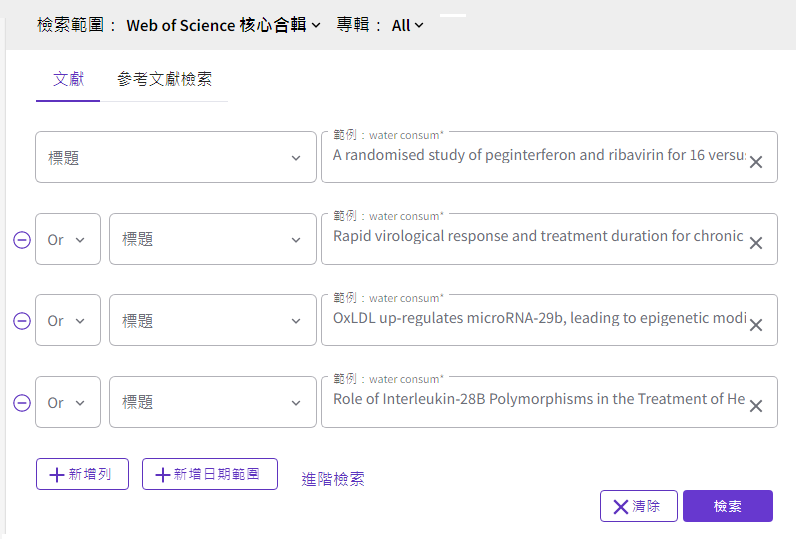 檢索範圍： Web of Science 核心合輯 專輯： All
文獻 參考文獻檢索
範例：water consum*
標題 A randomised study of peginterferon and ribavirin for 16 versu
範例：water consum*
Or 標題 Rapid virological response and treatment duration for chronic
範例：water consum*
Or 標題 OxLDL up-regulates microRNA-29b, leading to epigenetic modi
範例：water consum*
Or 標題 Role of Interleukin-28B Polymorphisms in the Treatment of He
新增列 新增日期範圍 進階檢索
清除 檢索